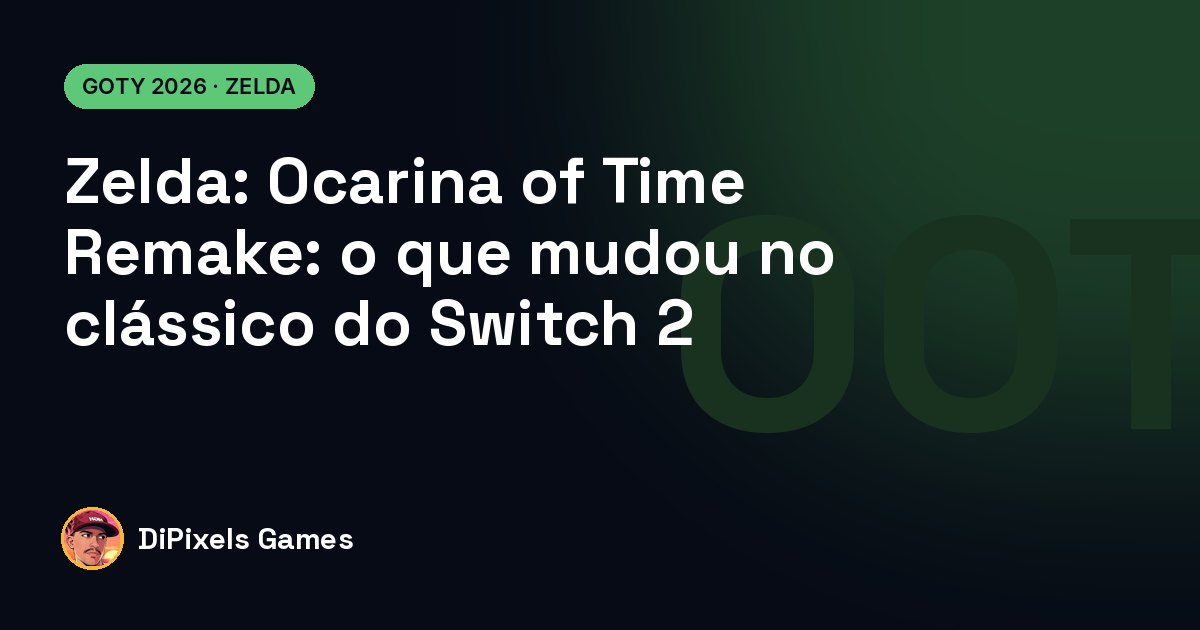 GOTY 2026 · ZELDA
Zelda: Ocarina of Time
Remake: o que mudou no
clássico do Switch 2
OOT
DiPixels Games